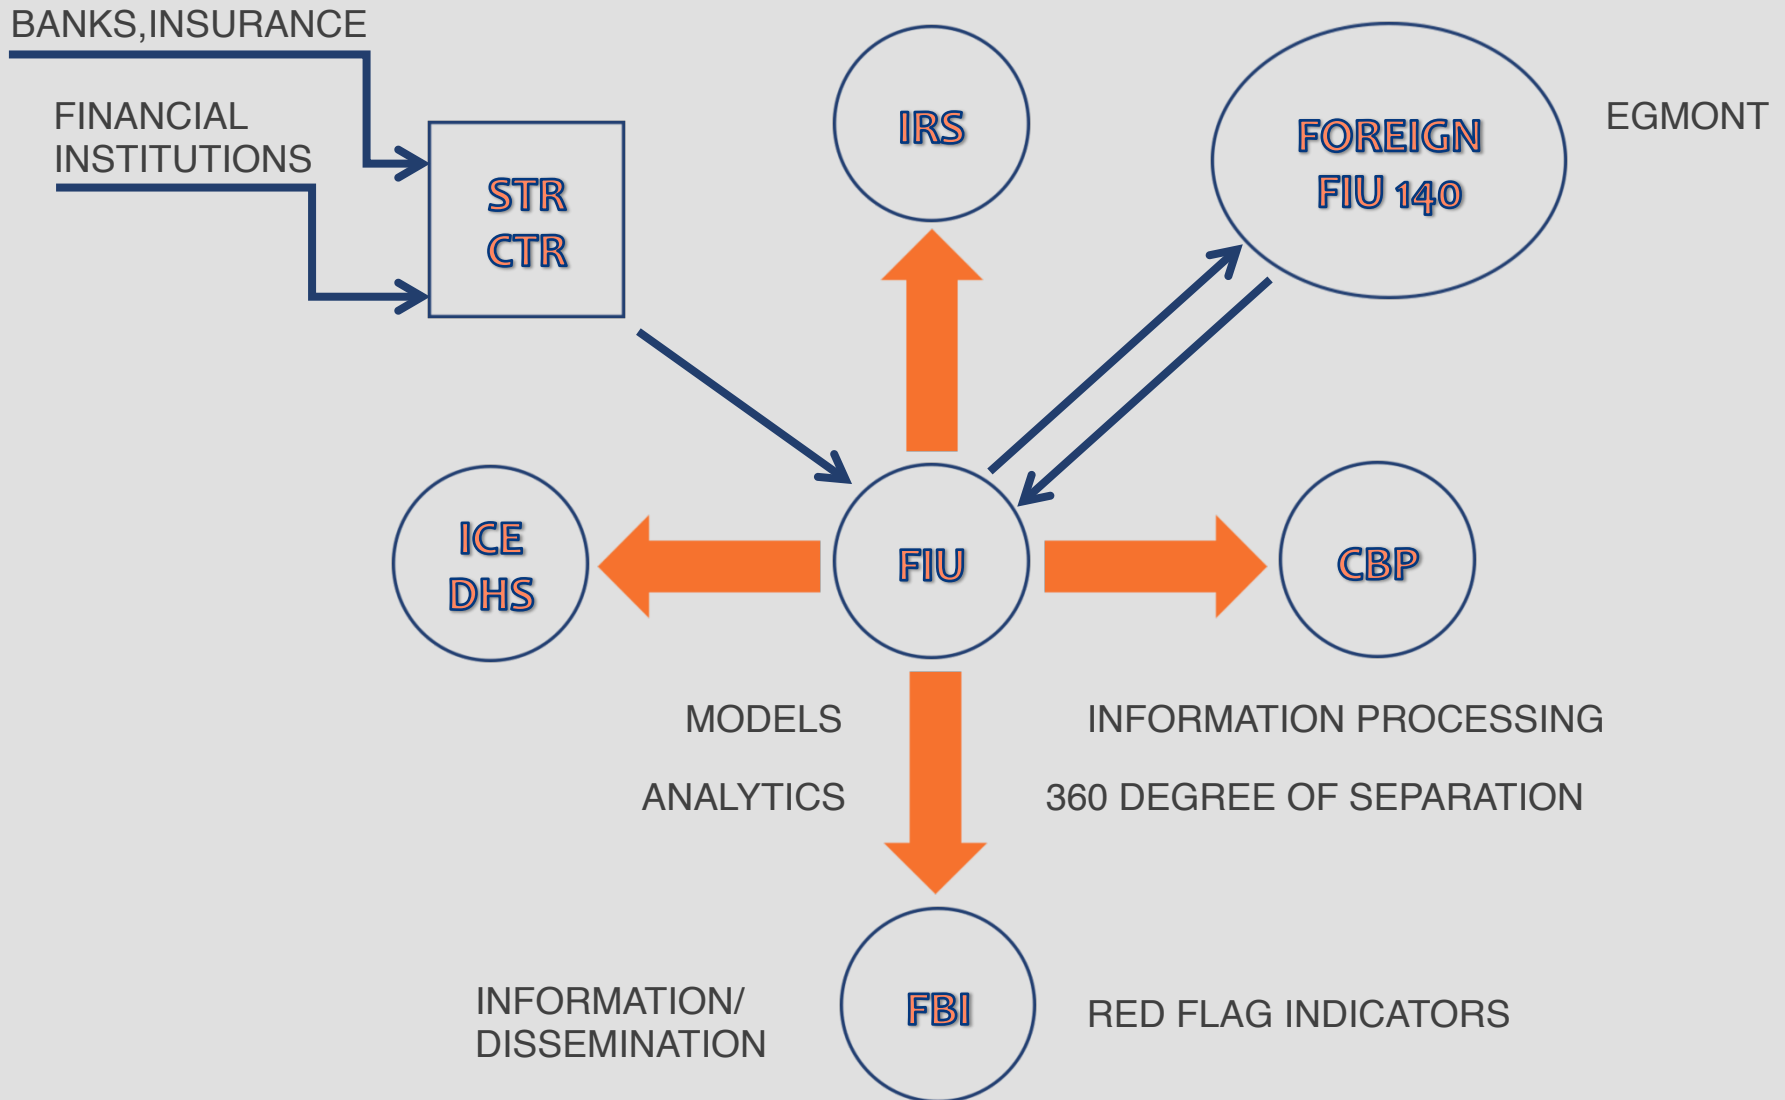 BANKS,INSURANCE
FINANCIAL
INSTITUTIONS
STR
CTR
IRS
FOREIGN
FIU 140
EGMONT
ICE
DHS
FIU
CBP
MODELS
INFORMATION PROCESSING
ANALYTICS
360 DEGREE OF SEPARATION
INFORMATION/
DISSEMINATION
FBI
RED FLAG INDICATORS